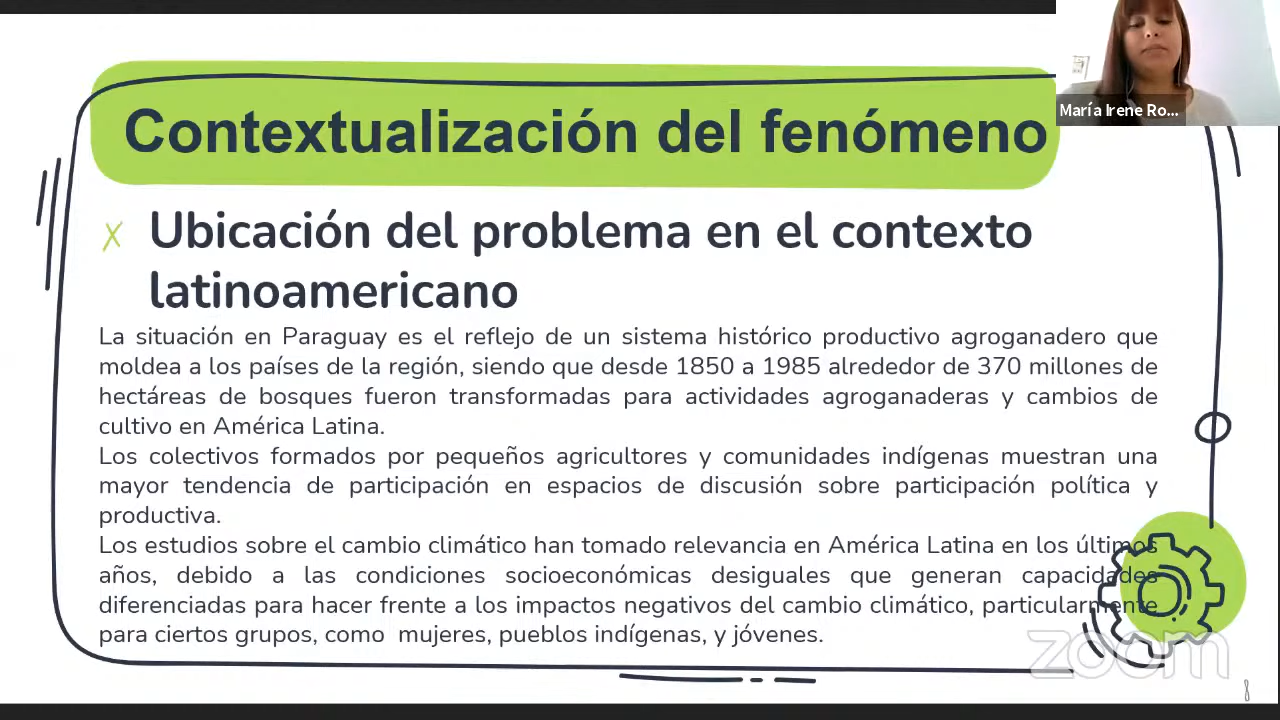 Contextualización del fenómeno
María Irene Ro...
Ubicación del problema en el contexto
latinoamericano
La situación en Paraguay es el reflejo de un sistema histórico productivo agroganadero que
moldea a los países de la región, siendo que desde 1850 a 1985 alrededor de 370 millones de
hectáreas de bosques fueron transformadas para actividades agroganaderas y cambios de
cultivo en América Latina.
Los colectivos formados por pequeños agricultores y comunidades indígenas muestran una
mayor tendencia de participación en espacios de discusión sobre participación política y
productiva.
Los estudios sobre el cambio climático han tomado relevancia en América Latina en los últimos
años, debido a las condiciones socioeconómicas desiguales que generan capacidades
diferenciadas para hacer frente a los impactos negativos del cambio climático, particularmente
para ciertos grupos, como mujeres, pueblos indígenas, y jóvenes.
zoom
8